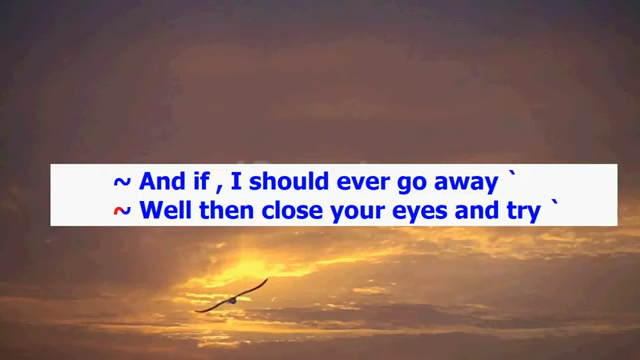 ~ And if , I should ever go away `
~ Well then close your eyes and try `